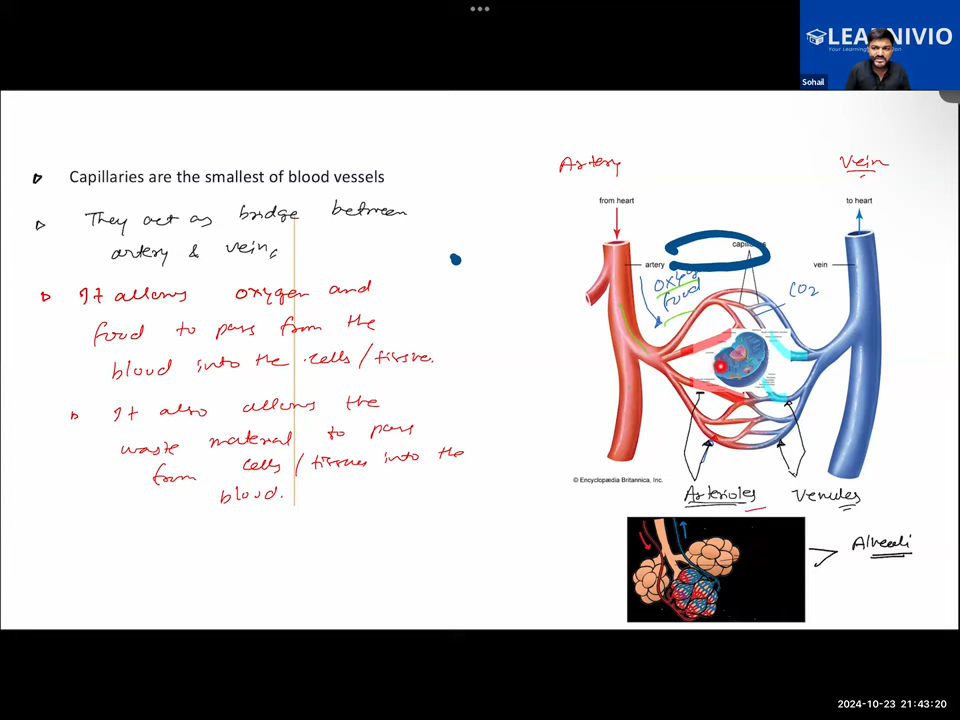 LEARNIVIO
Sohail
Capillaries are the smallest of blood vessels
They act as bridge between
artery & vein
It allows oxygen and
food to pass from the
blood into the cells/tissue.
It also allows the
waste material to pass
from cells/tissues into the
blood.
Artery
Vein
from heart
to heart
artery
vein
oxy
food
CO2
© Encyclopædia Britannica, Inc.
Arterioles
Venules
Alveoli
2024-10-23 21:43:20